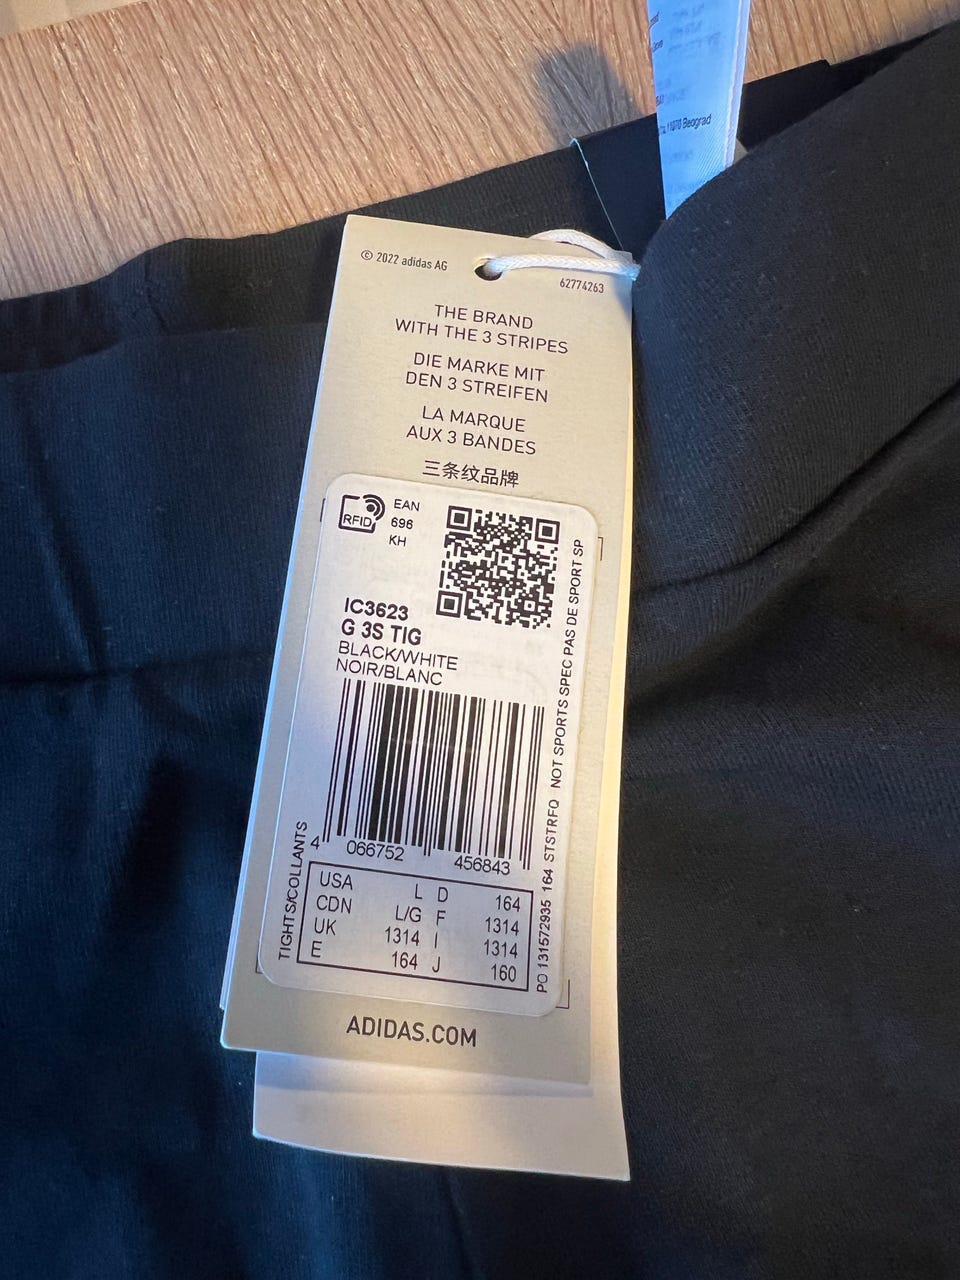 11070 Beograd
© 2022 adidas AG
62774263
THE BRAND
WITH THE 3 STRIPES
DIE MARKE MIT
DEN 3 STREIFEN
LA MARQUE
AUX 3 BANDES
三条纹品牌
RFID
EAN
696
KH
IC3623
G 3S TIG
BLACK/WHITE
NOIR/BLANC
4 066752 456843
TIGHTS/COLLANTS
USA L D 164
CDN L/G F 1314
UK 1314 I 1314
E 164 J 160
PO 131572935 164 STSTRFQ NOT SPORTS SPEC PAS DE SPORT SP
ADIDAS.COM